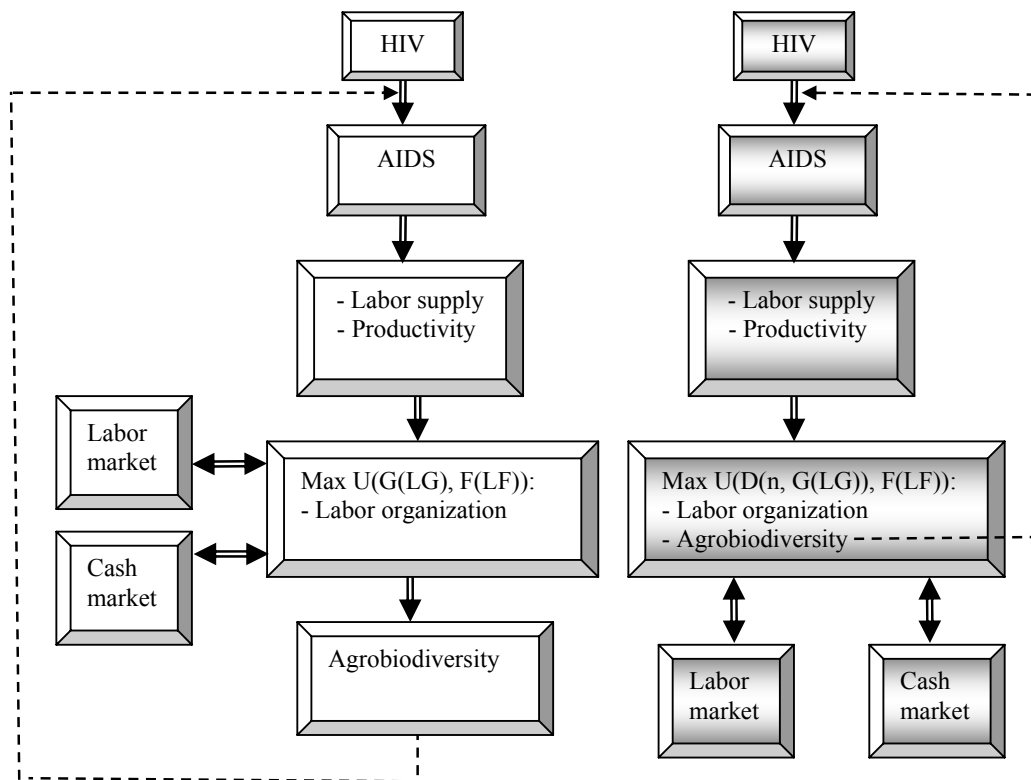 HIV
AIDS
- Labor supply
- Productivity
Labor
market
Max U(G(LG), F(LF)):
- Labor organization
Cash
market
Agrobiodiversity
HIV
AIDS
- Labor supply
- Productivity
Max U(D(n, G(LG)), F(LF)):
- Labor organization
- Agrobiodiversity
Labor
market
Cash
market